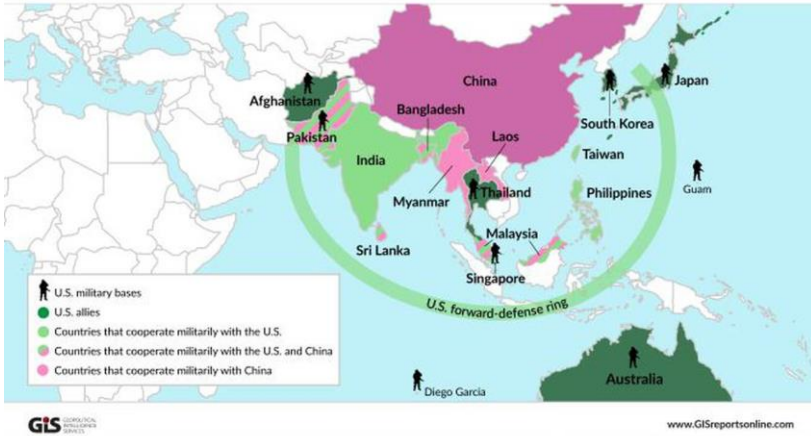 China
Japan
Afghanistan
Bangladesh
South Korea
Pakistan
Laos
Taiwan
India
Guam
Thailand
Philippines
Myanmar
Malaysia
Sri Lanka
Singapore
U.S. military bases
U.S. forward-defense ring
U.S. allies
Countries that cooperate militarily with the U.S.
Countries that cooperate militarily with the U.S. and China
Countries that cooperate militarily with China
Australia
Diego Garcia
GIS GEOPOLITICAL
INTELLIGENCE
SERVICES
www.GISreportsonline.com